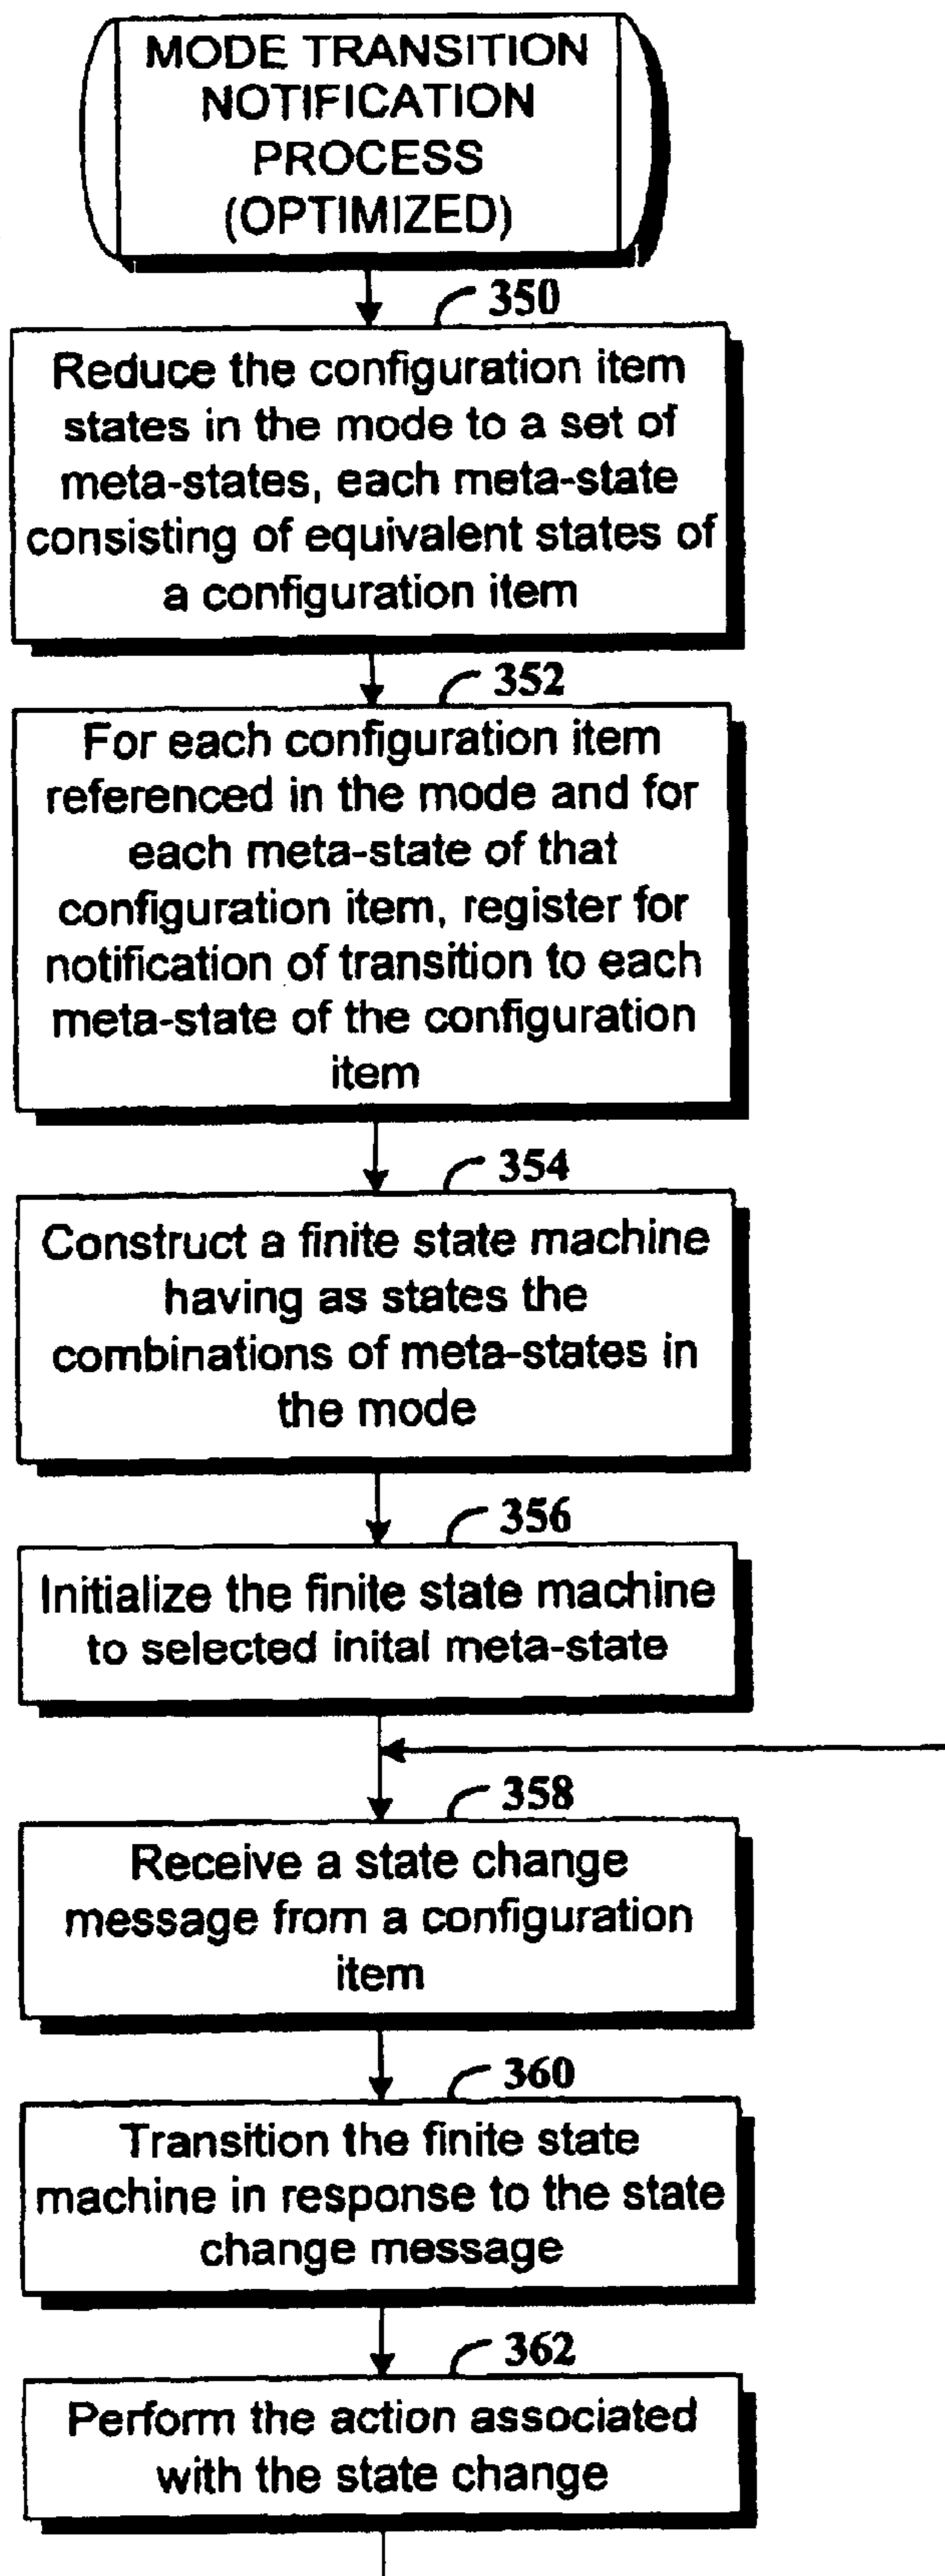 MODE TRANSITION
NOTIFICATION
PROCESS
(OPTIMIZED)
350
Reduce the configuration item
states in the mode to a set of
meta-states, each meta-state
consisting of equivalent states of
a configuration item
352
For each configuration item
referenced in the mode and for
each meta-state of that
configuration item, register for
notification of transition to each
meta-state of the configuration
item
354
Construct a finite state machine
having as states the
combinations of meta-states in
the mode
356
Initialize the finite state machine
to selected inital meta-state
358
Receive a state change
message from a configuration
item
360
Transition the finite state
machine in response to the state
change message
362
Perform the action associated
with the state change